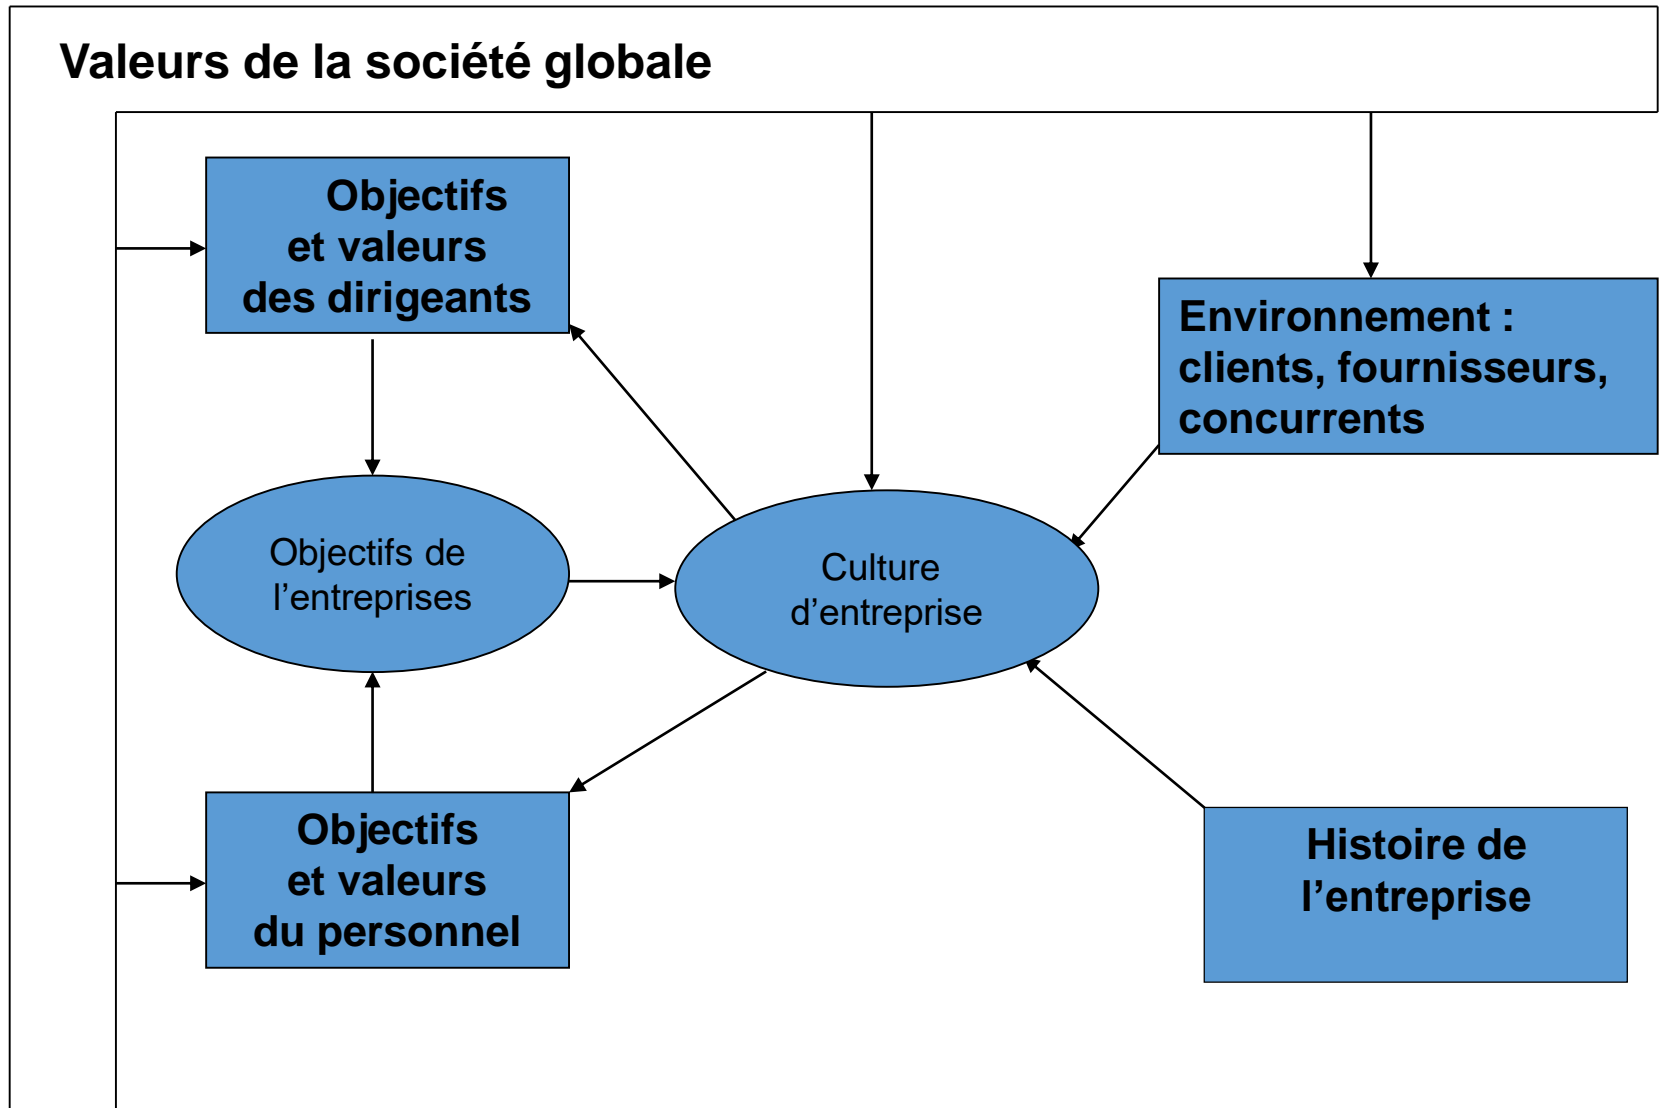 Valeurs de la société globale
Objectifs
et valeurs
des dirigeants
Environnement :
clients, fournisseurs,
concurrents
Objectifs de
l’entreprises
Culture
d’entreprise
Objectifs
et valeurs
du personnel
Histoire de
l’entreprise